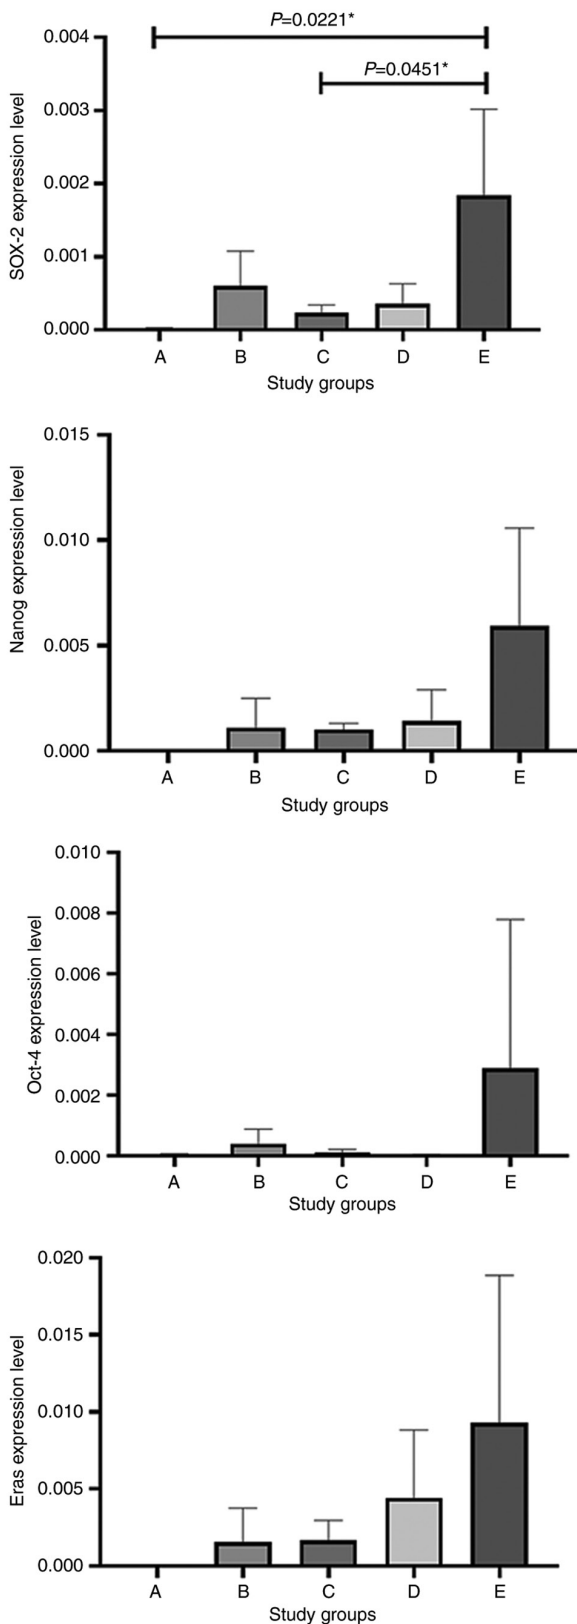 P=0.0221*
P=0.0451*
SOX-2 expression level
0.004
0.003
0.002
0.001
0.000
A B C D E
Study groups
Nanog expression level
0.015
0.010
0.005
0.000
A B C D E
Study groups
Oct-4 expression level
0.010
0.008
0.006
0.004
0.002
0.000
A B C D E
Study groups
Eras expression level
0.020
0.015
0.010
0.005
0.000
A B C D E
Study groups